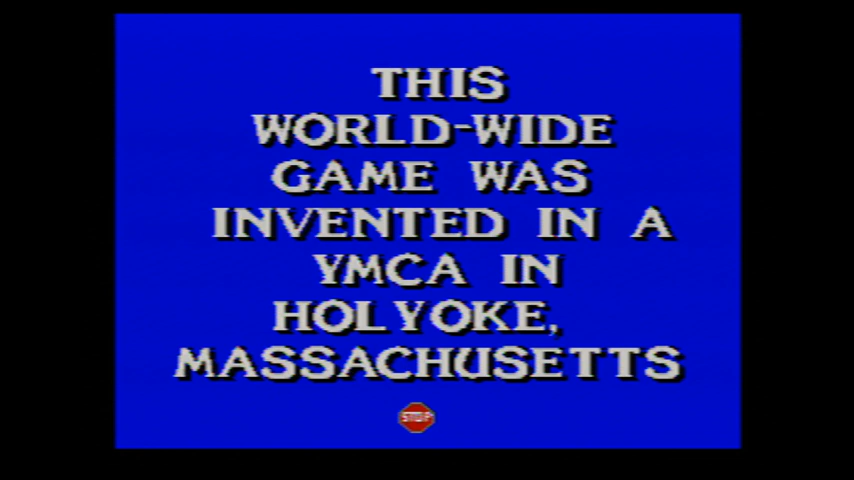 THIS
WORLD-WIDE
GAME WAS
INVENTED IN A
YMCA IN
HOLYOKE,
MASSACHUSETTS
STOP